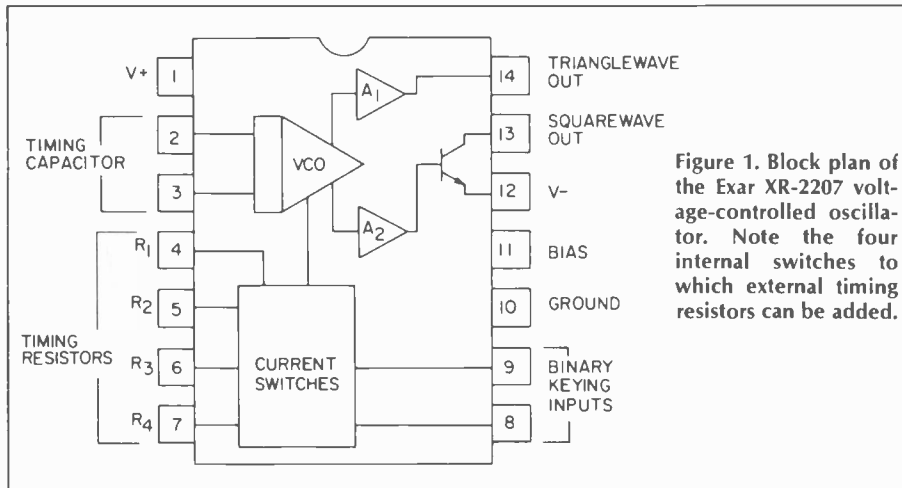 V+ 1
TIMING
CAPACITOR
2
3
TIMING
RESISTORS
R1 4
R2 5
R3 6
R4 7
VCO
A1
A2
CURRENT
SWITCHES
14 TRIANGLEWAVE
OUT
13 SQUAREWAVE
OUT
12 V-
11 BIAS
10 GROUND
9
8
BINARY
KEYING
INPUTS
Figure 1. Block plan of
the Exar XR-2207 volt-
age-controlled oscilla-
tor. Note the four
internal switches to
which external timing
resistors can be added.